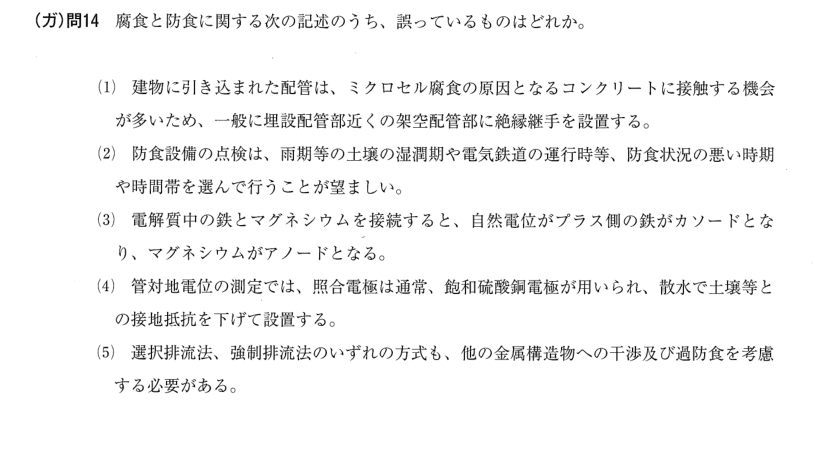 (ガ)問14 腐食と防食に関する次の記述のうち、誤っているものはどれか。
(1) 建物に引き込まれた配管は、ミクロセル腐食の原因となるコンクリートに接触する機会
が多いため、一般に埋設配管部近くの架空配管部に絶縁継手を設置する。
(2) 防食設備の点検は、雨期等の土壌の湿潤期や電気鉄道の運行時等、防食状況の悪い時期
や時間帯を選んで行うことが望ましい。
(3) 電解質中の鉄とマグネシウムを接続すると、自然電位がプラス側の鉄がカソードとな
り、マグネシウムがアノードとなる。
(4) 管対地電位の測定では、照合電極は通常、飽和硫酸銅電極が用いられ、散水で土壌等と
の接地抵抗を下げて設置する。
(5) 選択排流法、強制排流法のいずれの方式も、他の金属構造物への干渉及び過防食を考慮
する必要がある。